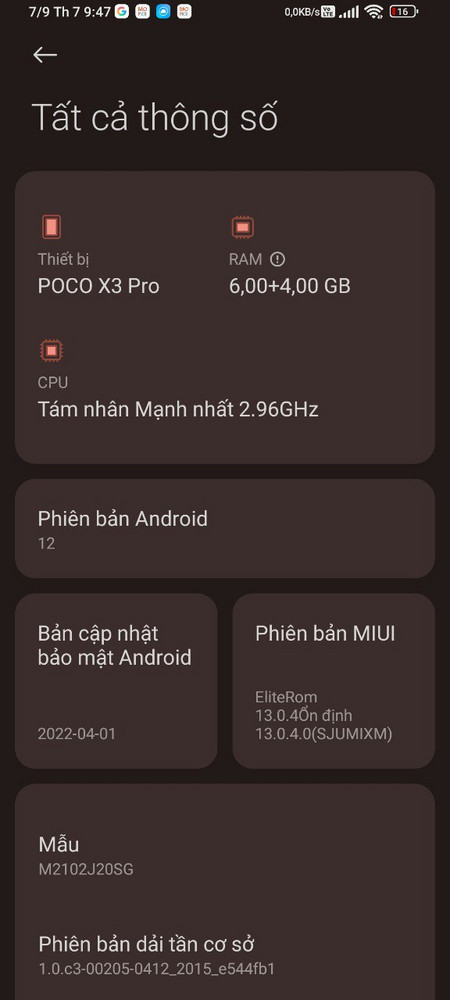 7/9 Th 7 9:47
0,0KB/s Vo LTE 16
Tất cả thông số
Thiết bị
POCO X3 Pro
RAM
6,00+4,00 GB
CPU
Tám nhân Mạnh nhất 2.96GHz
Phiên bản Android
12
Bản cập nhật
bảo mật Android
2022-04-01
Phiên bản MIUI
EliteRom
13.0.4Ổn định
13.0.4.0(SJUMIXM)
Mẫu
M2102J20SG
Phiên bản dải tần cơ sở
1.0.c3-00205-0412_2015_e544fb1